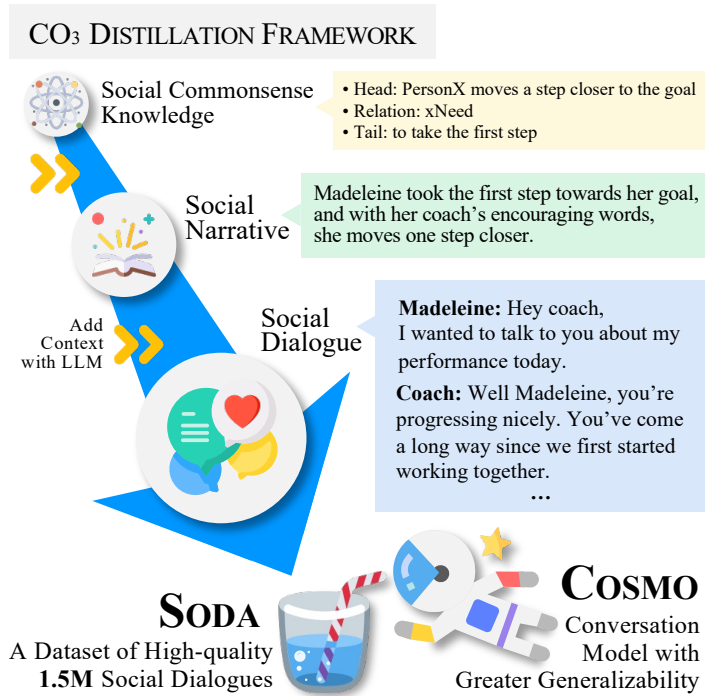 CO₃ DISTILLATION FRAMEWORK
Social Commonsense
Knowledge
• Head: PersonX moves a step closer to the goal
• Relation: xNeed
• Tail: to take the first step
Social
Narrative
Madeleine took the first step towards her goal,
and with her coach’s encouraging words,
she moves one step closer.
Add
Context
with LLM
Social
Dialogue
Madeleine: Hey coach,
I wanted to talk to you about my
performance today.
Coach: Well Madeleine, you’re
progressing nicely. You’ve come
a long way since we first started
working together.
...
SODA
A Dataset of High-quality
1.5M Social Dialogues
COSMO
Conversation
Model with
Greater Generalizability